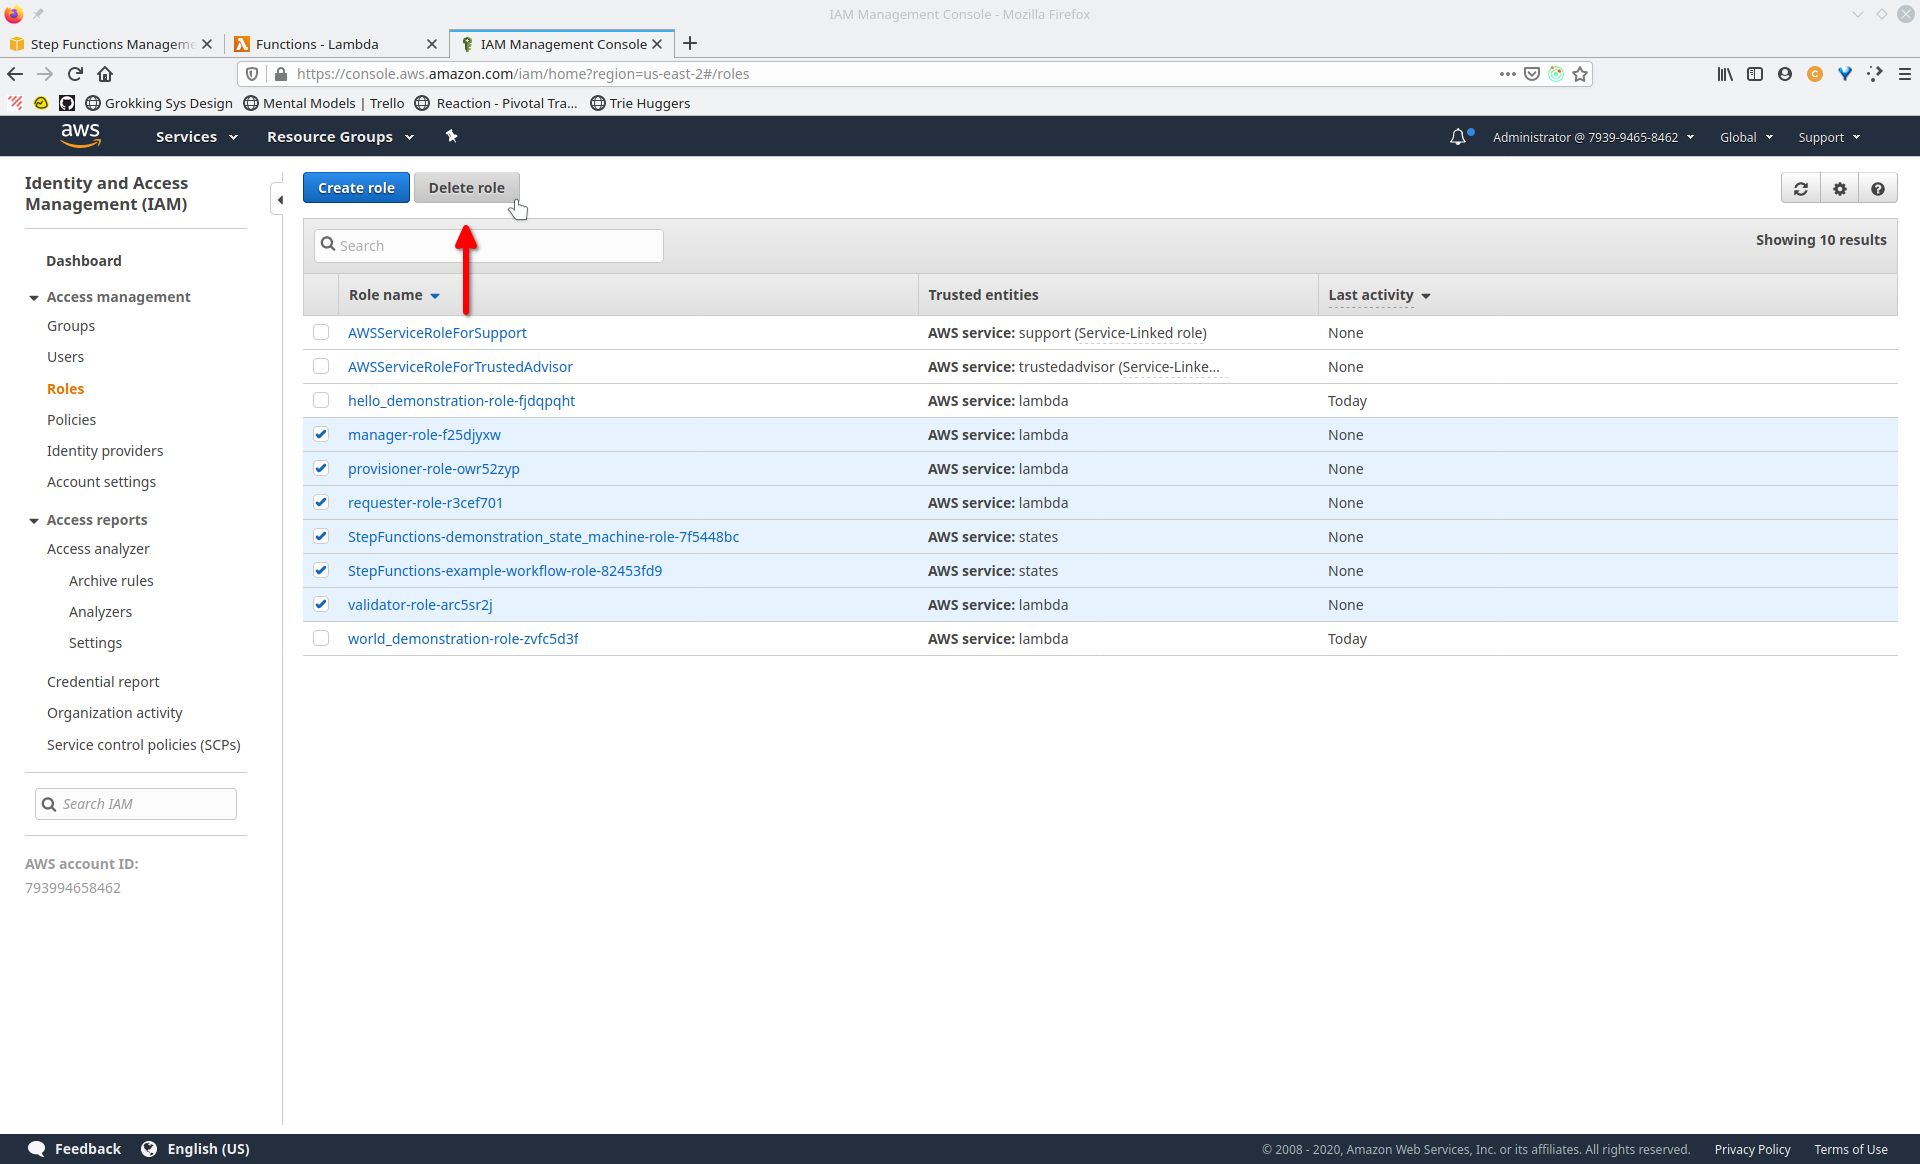 IAM Management Console - Mozilla Firefox
Step Functions Manageme
Functions - Lambda
IAM Management Console
https://console.aws.amazon.com/iam/home?region=us-east-2#/roles
Grokking Sys Design
Mental Models | Trello
Reaction - Pivotal Tra...
Trie Huggers
aws
Services
Resource Groups
Administrator @ 7939-9465-8462
Global
Support
Identity and Access
Management (IAM)
Dashboard
Access management
Groups
Users
Roles
Policies
Identity providers
Account settings
Access reports
Access analyzer
Archive rules
Analyzers
Settings
Credential report
Organization activity
Service control policies (SCPs)
Search IAM
AWS account ID:
793994658462
Create role
Delete role
Search
Showing 10 results
Role name Trusted entities Last activity
AWSServiceRoleForSupport AWS service: support (Service-Linked role) None
AWSServiceRoleForTrustedAdvisor AWS service: trustedadvisor (Service-Linke... None
hello_demonstration-role-fjdqpqht AWS service: lambda Today
manager-role-f25djyxw AWS service: lambda None
provisioner-role-owr52zyp AWS service: lambda None
requester-role-r3cef701 AWS service: lambda None
StepFunctions-demonstration_state_machine-role-7f5448bc AWS service: states None
StepFunctions-example-workflow-role-82453fd9 AWS service: states None
validator-role-arc5sr2j AWS service: lambda None
world_demonstration-role-zvfc5d3f AWS service: lambda Today
Feedback
English (US)
© 2008 - 2020, Amazon Web Services, Inc. or its affiliates. All rights reserved.
Privacy Policy
Terms of Use